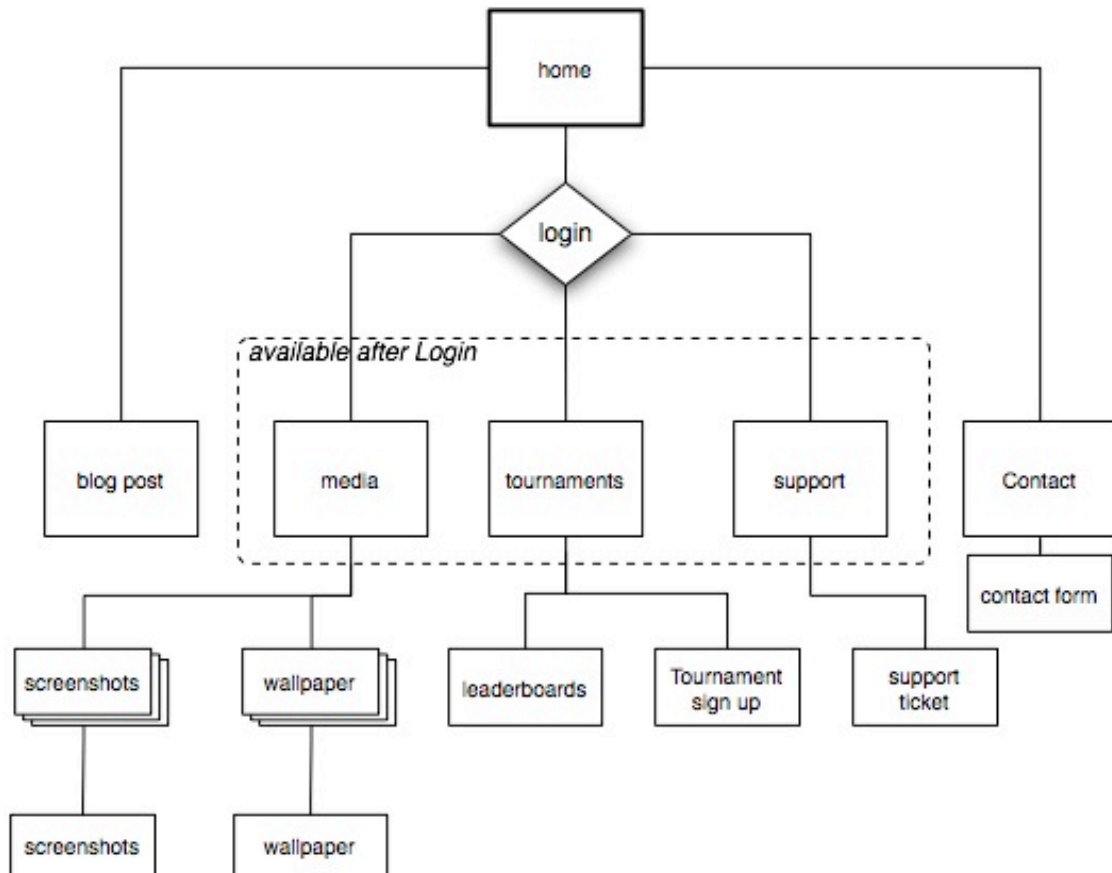 home
login
available after Login
blog post
media
tournaments
support
Contact
contact form
screenshots
wallpaper
leaderboards
Tournament
sign up
support
ticket
screenshots
wallpaper